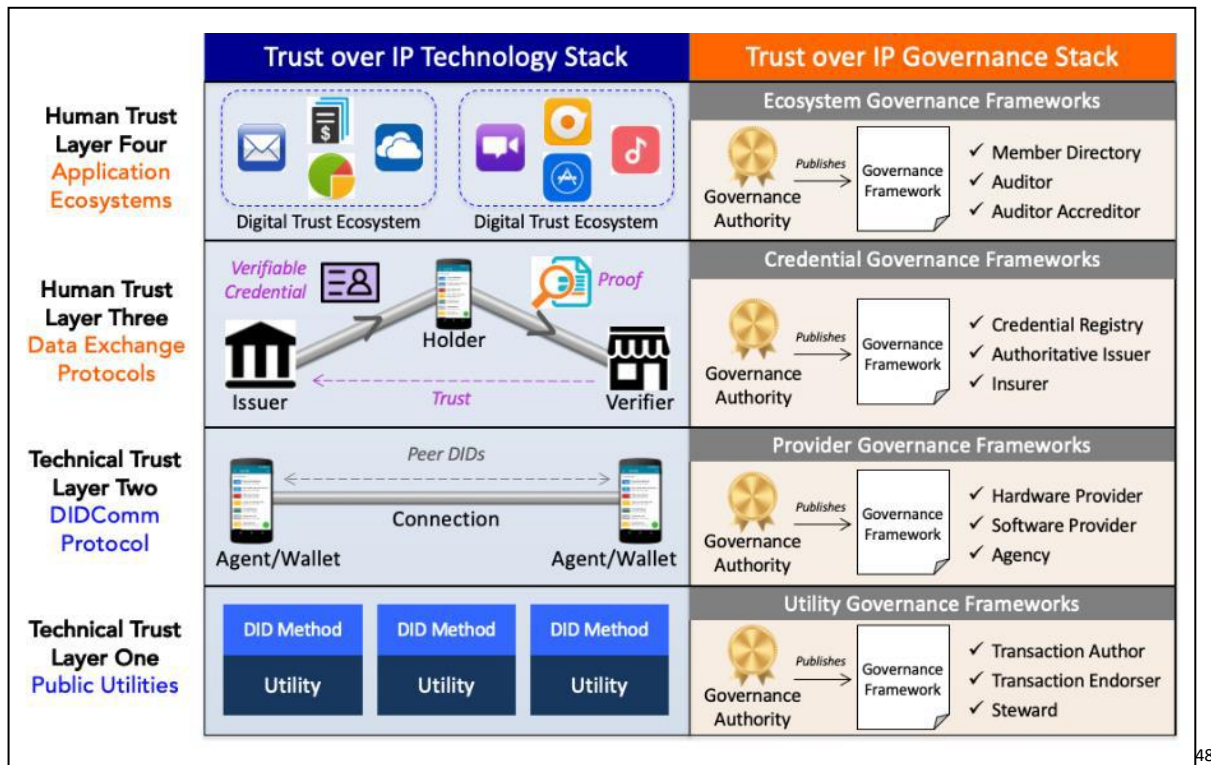 Trust over IP Technology Stack
Trust over IP Governance Stack
Human Trust
Layer Four
Application
Ecosystems
Digital Trust Ecosystem
Digital Trust Ecosystem
Ecosystem Governance Frameworks
Governance
Authority
Publishes
Governance
Framework
✓ Member Directory
✓ Auditor
✓ Auditor Accreditor
Human Trust
Layer Three
Data Exchange
Protocols
Verifiable
Credential
Proof
Holder
Issuer
Trust
Verifier
Credential Governance Frameworks
Governance
Authority
Publishes
Governance
Framework
✓ Credential Registry
✓ Authoritative Issuer
✓ Insurer
Technical Trust
Layer Two
DIDComm
Protocol
Peer DIDs
Connection
Agent/Wallet
Agent/Wallet
Provider Governance Frameworks
Governance
Authority
Publishes
Governance
Framework
✓ Hardware Provider
✓ Software Provider
✓ Agency
Technical Trust
Layer One
Public Utilities
DID Method
Utility
DID Method
Utility
DID Method
Utility
Utility Governance Frameworks
Governance
Authority
Publishes
Governance
Framework
✓ Transaction Author
✓ Transaction Endorser
✓ Steward
48